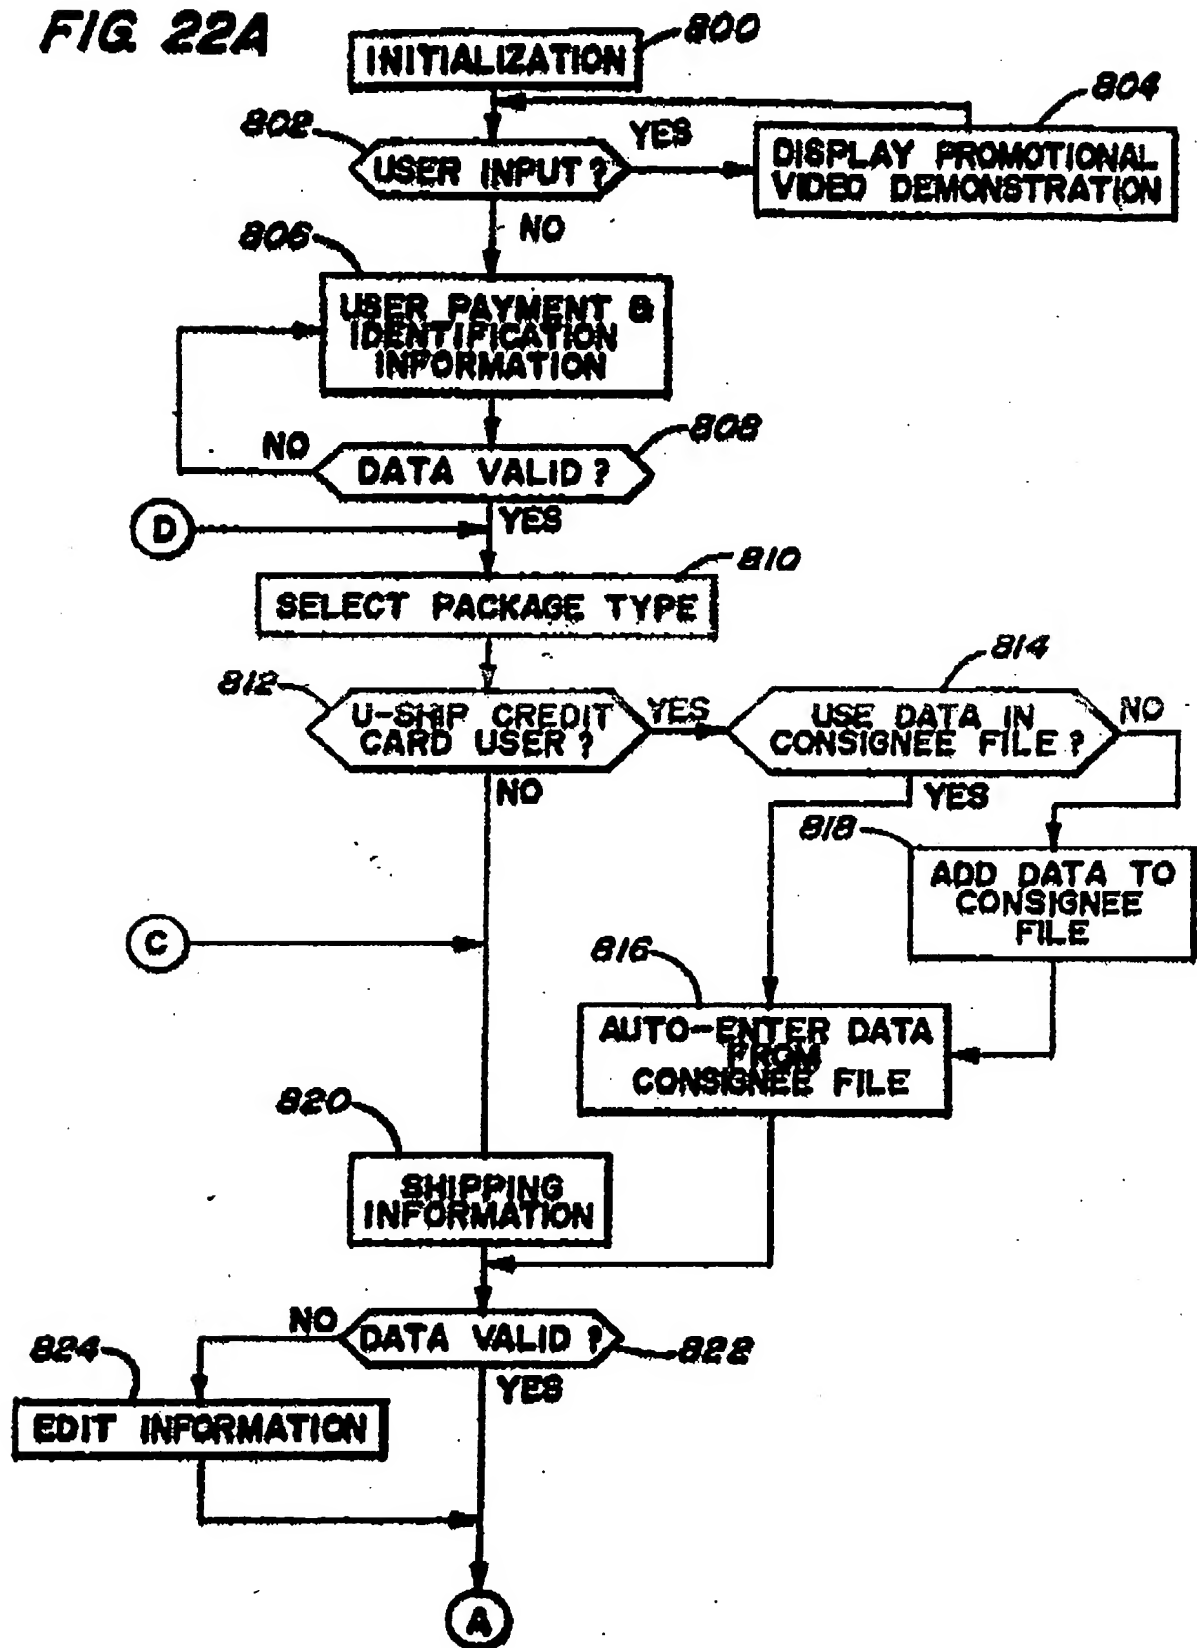 FIG. 22A
INITIALIZATION
800
802
USER INPUT?
YES
804
DISPLAY PROMOTIONAL
VIDEO DEMONSTRATION
NO
806
USER PAYMENT &
IDENTIFICATION
INFORMATION
NO
DATA VALID?
808
YES
D
810
SELECT PACKAGE TYPE
812
U-SHIP CREDIT
CARD USER?
YES
814
USE DATA IN
CONSIGNEE FILE?
NO
NO
YES
818
ADD DATA TO
CONSIGNEE
FILE
C
816
AUTO-ENTER DATA
FROM
CONSIGNEE FILE
820
SHIPPING
INFORMATION
NO
DATA VALID?
822
YES
824
EDIT INFORMATION
A